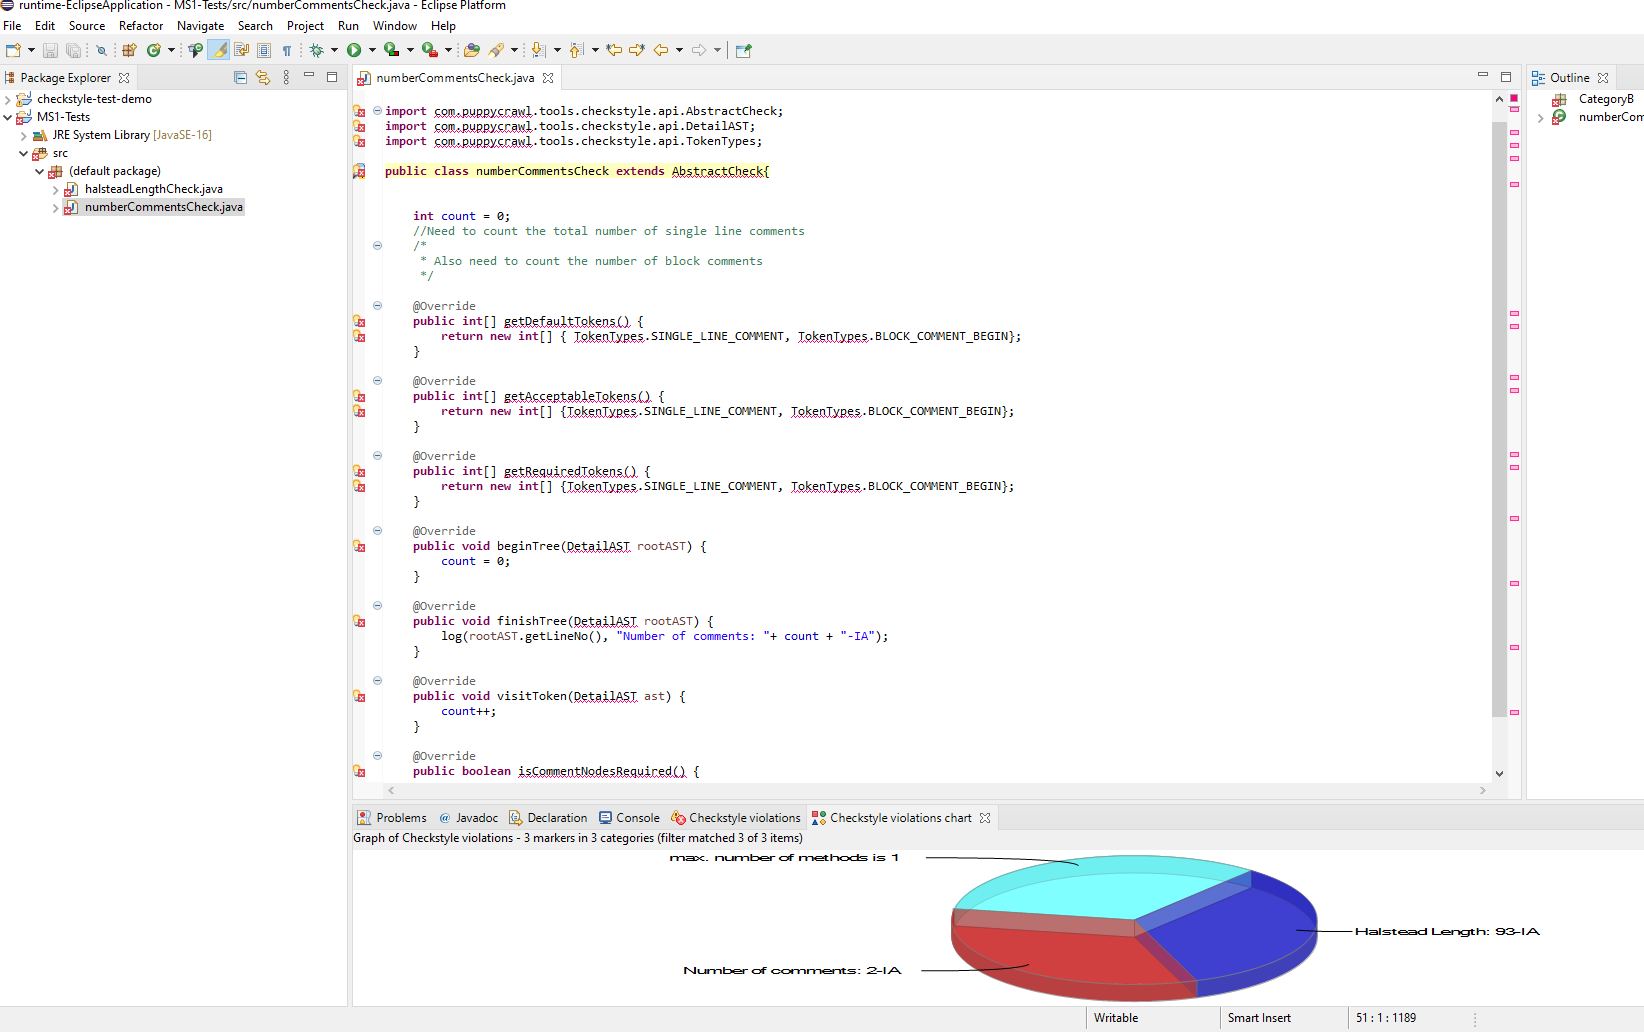 runtime-EclipseApplication - MS1-Tests/src/numberCommentsCheck.java - Eclipse Platform
File Edit Source Refactor Navigate Search Project Run Window Help
Package Explorer
checkstyle-test-demo
MS1-Tests
JRE System Library [JavaSE-16]
src
(default package)
halsteadLengthCheck.java
numberCommentsCheck.java
numberCommentsCheck.java
import com.puppycrawl.tools.checkstyle.api.AbstractCheck;
import com.puppycrawl.tools.checkstyle.api.DetailAST;
import com.puppycrawl.tools.checkstyle.api.TokenTypes;
public class numberCommentsCheck extends AbstractCheck{
int count = 0;
//Need to count the total number of single line comments
/*
* Also need to count the number of block comments
*/
@Override
public int[] getDefaultTokens() {
return new int[] { TokenTypes.SINGLE_LINE_COMMENT, TokenTypes.BLOCK_COMMENT_BEGIN};
}
@Override
public int[] getAcceptableTokens() {
return new int[] {TokenTypes.SINGLE_LINE_COMMENT, TokenTypes.BLOCK_COMMENT_BEGIN};
}
@Override
public int[] getRequiredTokens() {
return new int[] {TokenTypes.SINGLE_LINE_COMMENT, TokenTypes.BLOCK_COMMENT_BEGIN};
}
@Override
public void beginTree(DetailAST rootAST) {
count = 0;
}
@Override
public void finishTree(DetailAST rootAST) {
log(rootAST.getLineNo(), "Number of comments: "+ count + "-IA");
}
@Override
public void visitToken(DetailAST ast) {
count++;
}
@Override
public boolean isCommentNodesRequired() {
Outline
CategoryB
numberCom
Problems @ Javadoc Declaration Console Checkstyle violations Checkstyle violations chart
Graph of Checkstyle violations - 3 markers in 3 categories (filter matched 3 of 3 items)
max. number of methods is 1
Halstead Length: 93-IA
Number of comments: 2-IA
Writable Smart Insert 51 : 1 : 1189